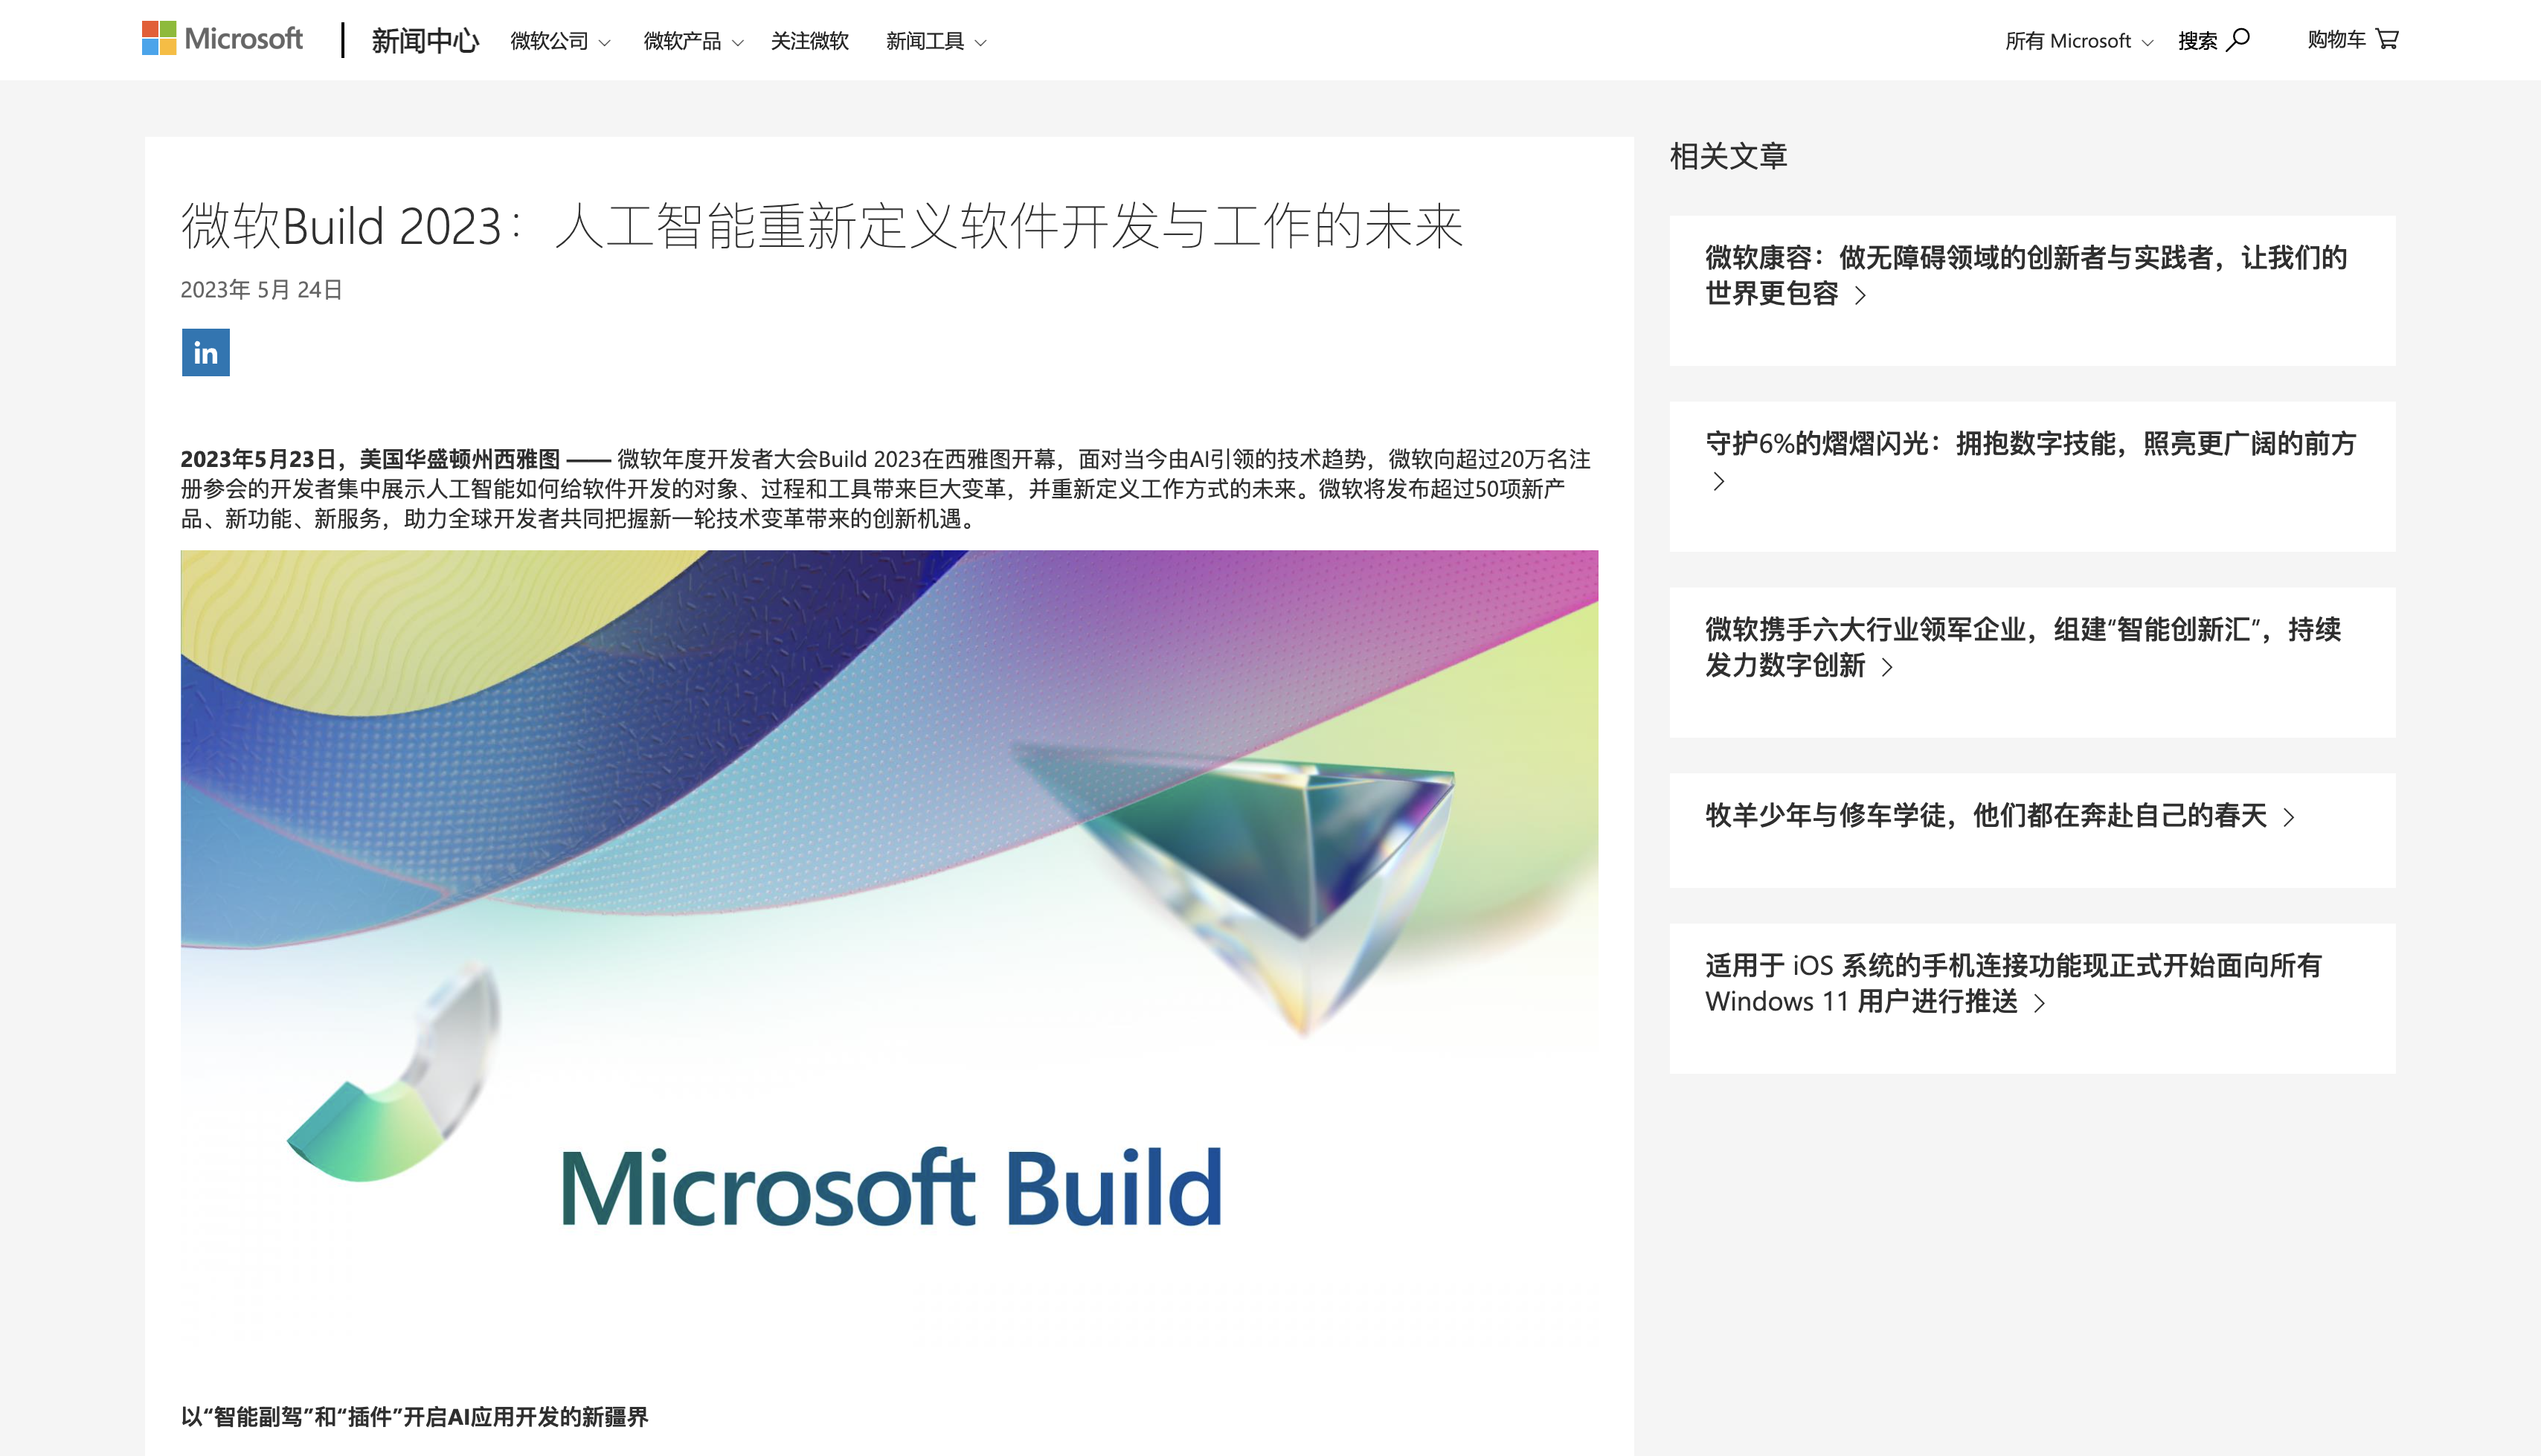 Microsoft
新闻中心
微软公司
微软产品
关注微软
新闻工具
所有 Microsoft
搜索
购物车
微软Build 2023：人工智能重新定义软件开发与工作的未来
2023年 5月 24日
in
2023年5月23日，美国华盛顿州西雅图 —— 微软年度开发者大会Build 2023在西雅图开幕，面对当今由AI引领的技术趋势，微软向超过20万名注
册参会的开发者集中展示人工智能如何给软件开发的对象、过程和工具带来巨大变革，并重新定义工作方式的未来。微软将发布超过50项新产
品、新功能、新服务，助力全球开发者共同把握新一轮技术变革带来的创新机遇。
Microsoft Build
以“智能副驾”和“插件”开启AI应用开发的新疆界
相关文章
微软康容：做无障碍领域的创新者与实践者，让我们的
世界更包容
守护6%的熠熠闪光：拥抱数字技能，照亮更广阔的前方
微软携手六大行业领军企业，组建“智能创新汇”，持续
发力数字创新
牧羊少年与修车学徒，他们都在奔赴自己的春天
适用于 iOS 系统的手机连接功能现正式开始面向所有
Windows 11 用户进行推送